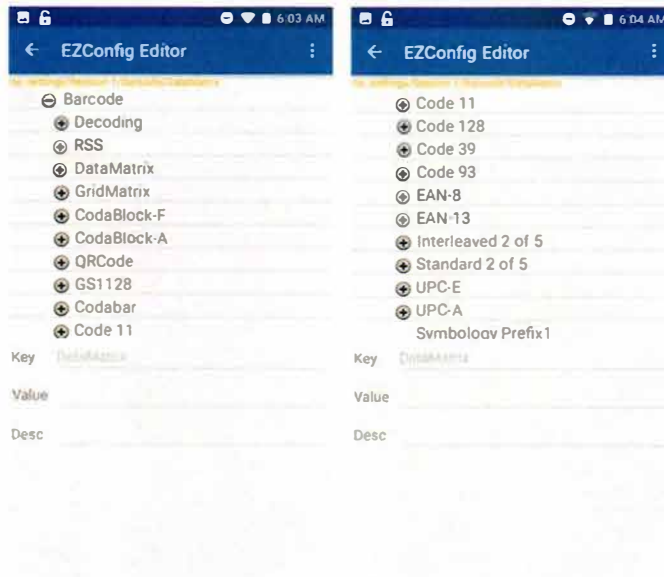 6:03 AM
EZConfig Editor
Barcode
Decoding
RSS
DataMatrix
GridMatrix
CodaBlock-F
CodaBlock-A
QRCode
GS1128
Codabar
Code 11
Key DataMatrix
Value
Desc
6:04 AM
EZConfig Editor
Code 11
Code 128
Code 39
Code 93
EAN-8
EAN-13
Interleaved 2 of 5
Standard 2 of 5
UPC-E
UPC-A
Symbology Prefix1
Key DataMatrix
Value
Desc